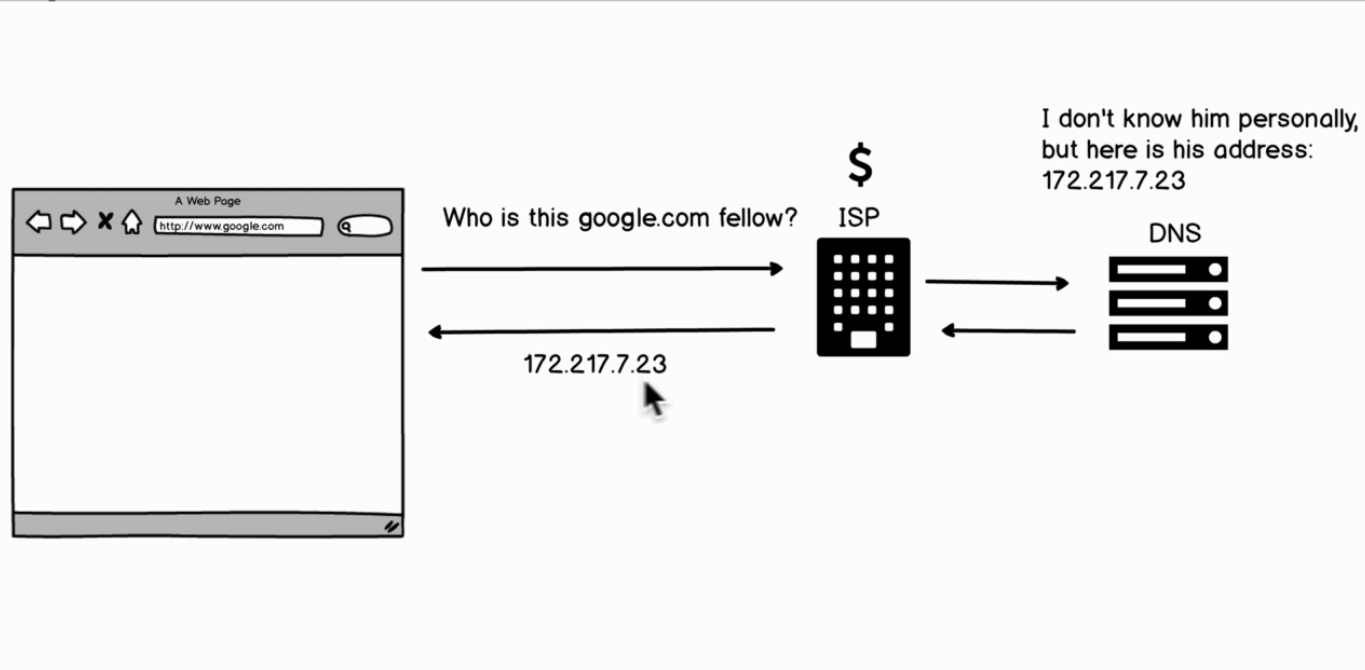 A Web Page
http://www.google.com
Who is this google.com fellow?
172.217.7.23
$
ISP
I don't know him personally,
but here is his address:
172.217.7.23
DNS